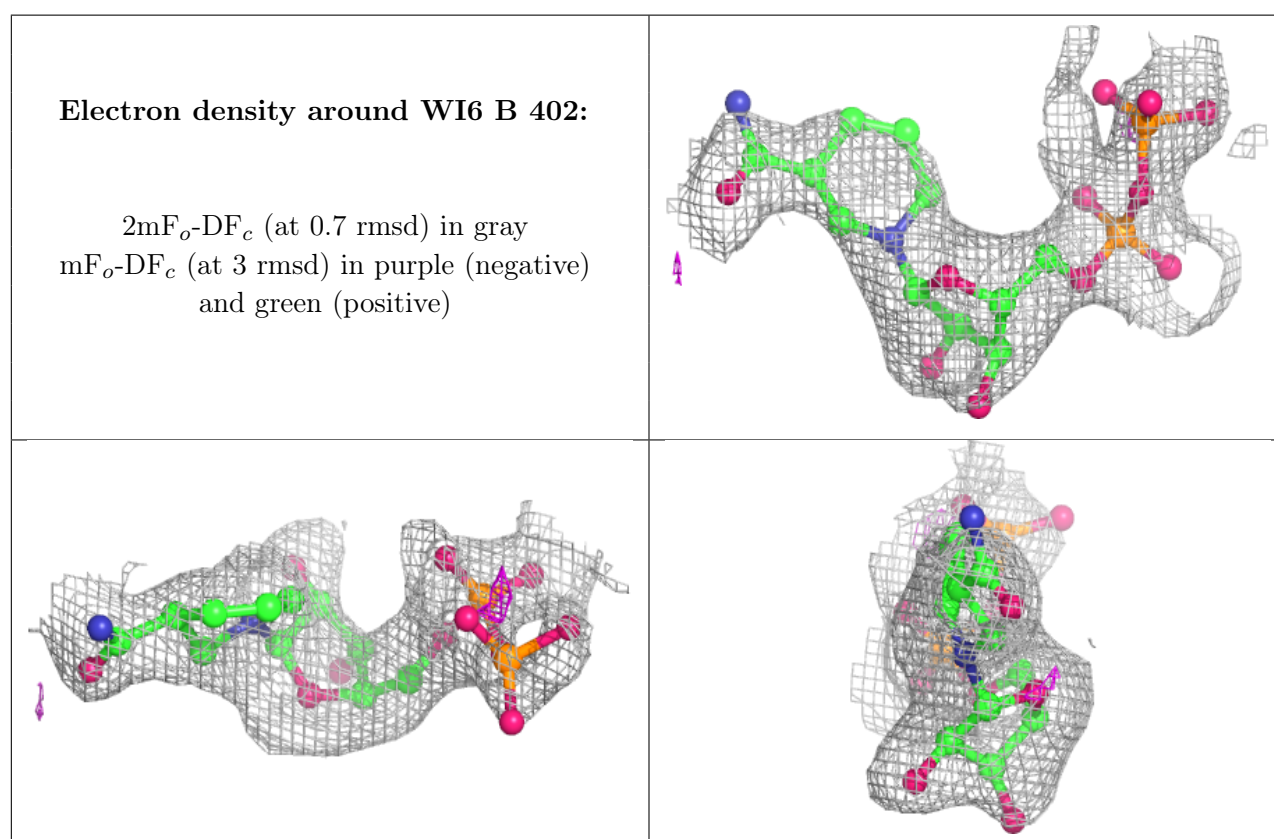 Electron density around WI6 B 402:
2mFo-DFc (at 0.7 rmsd) in gray
mFo-DFc (at 3 rmsd) in purple (negative)
and green (positive)